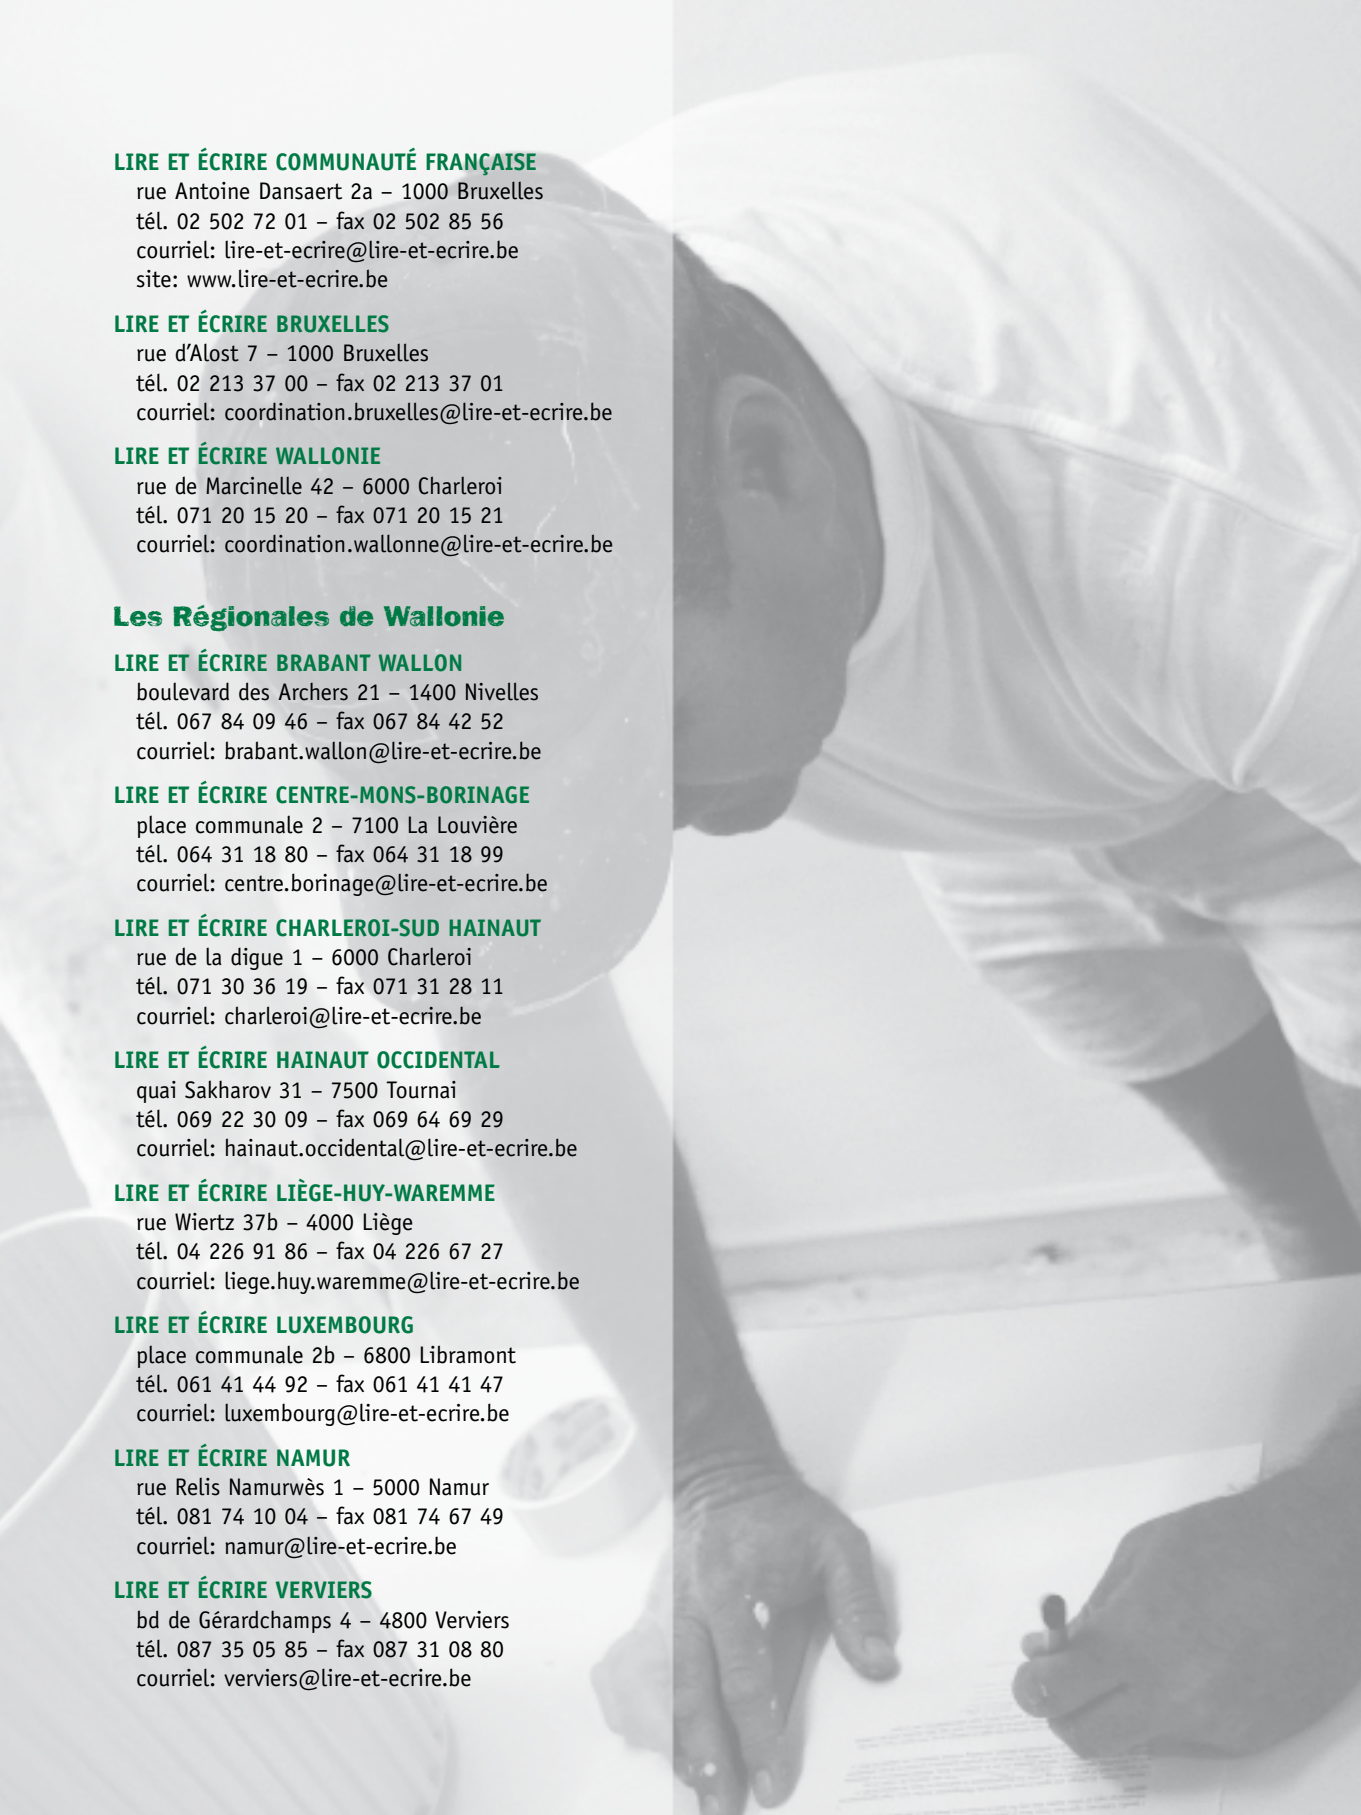 LIRE ET ÉCRIRE COMMUNAUTÉ FRANÇAISE
rue Antoine Dansaert 2a – 1000 Bruxelles
tél. 02 502 72 01 – fax 02 502 85 56
courriel: lire-et-ecrire@lire-et-ecrire.be
site: www.lire-et-ecrire.be
LIRE ET ÉCRIRE BRUXELLES
rue d’Alost 7 – 1000 Bruxelles
tél. 02 213 37 00 – fax 02 213 37 01
courriel: coordination.bruxelles@lire-et-ecrire.be
LIRE ET ÉCRIRE WALLONIE
rue de Marcinelle 42 – 6000 Charleroi
tél. 071 20 15 20 – fax 071 20 15 21
courriel: coordination.wallonne@lire-et-ecrire.be
Les Régionales de Wallonie
LIRE ET ÉCRIRE BRABANT WALLON
boulevard des Archers 21 – 1400 Nivelles
tél. 067 84 09 46 – fax 067 84 42 52
courriel: brabant.wallon@lire-et-ecrire.be
LIRE ET ÉCRIRE CENTRE-MONS-BORINAGE
place communale 2 – 7100 La Louvière
tél. 064 31 18 80 – fax 064 31 18 99
courriel: centre.borinage@lire-et-ecrire.be
LIRE ET ÉCRIRE CHARLEROI-SUD HAINAUT
rue de la digue 1 – 6000 Charleroi
tél. 071 30 36 19 – fax 071 31 28 11
courriel: charleroi@lire-et-ecrire.be
LIRE ET ÉCRIRE HAINAUT OCCIDENTAL
quai Sakharov 31 – 7500 Tournai
tél. 069 22 30 09 – fax 069 64 69 29
courriel: hainaut.occidental@lire-et-ecrire.be
LIRE ET ÉCRIRE LIÈGE-HUY-WAREMME
rue Wiertz 37b – 4000 Liège
tél. 04 226 91 86 – fax 04 226 67 27
courriel: liege.huy.waremme@lire-et-ecrire.be
LIRE ET ÉCRIRE LUXEMBOURG
place communale 2b – 6800 Libramont
tél. 061 41 44 92 – fax 061 41 41 47
courriel: luxembourg@lire-et-ecrire.be
LIRE ET ÉCRIRE NAMUR
rue Relis Namurwès 1 – 5000 Namur
tél. 081 74 10 04 – fax 081 74 67 49
courriel: namur@lire-et-ecrire.be
LIRE ET ÉCRIRE VERVIERS
bd de Gérardchamps 4 – 4800 Verviers
tél. 087 35 05 85 – fax 087 31 08 80
courriel: verviers@lire-et-ecrire.be